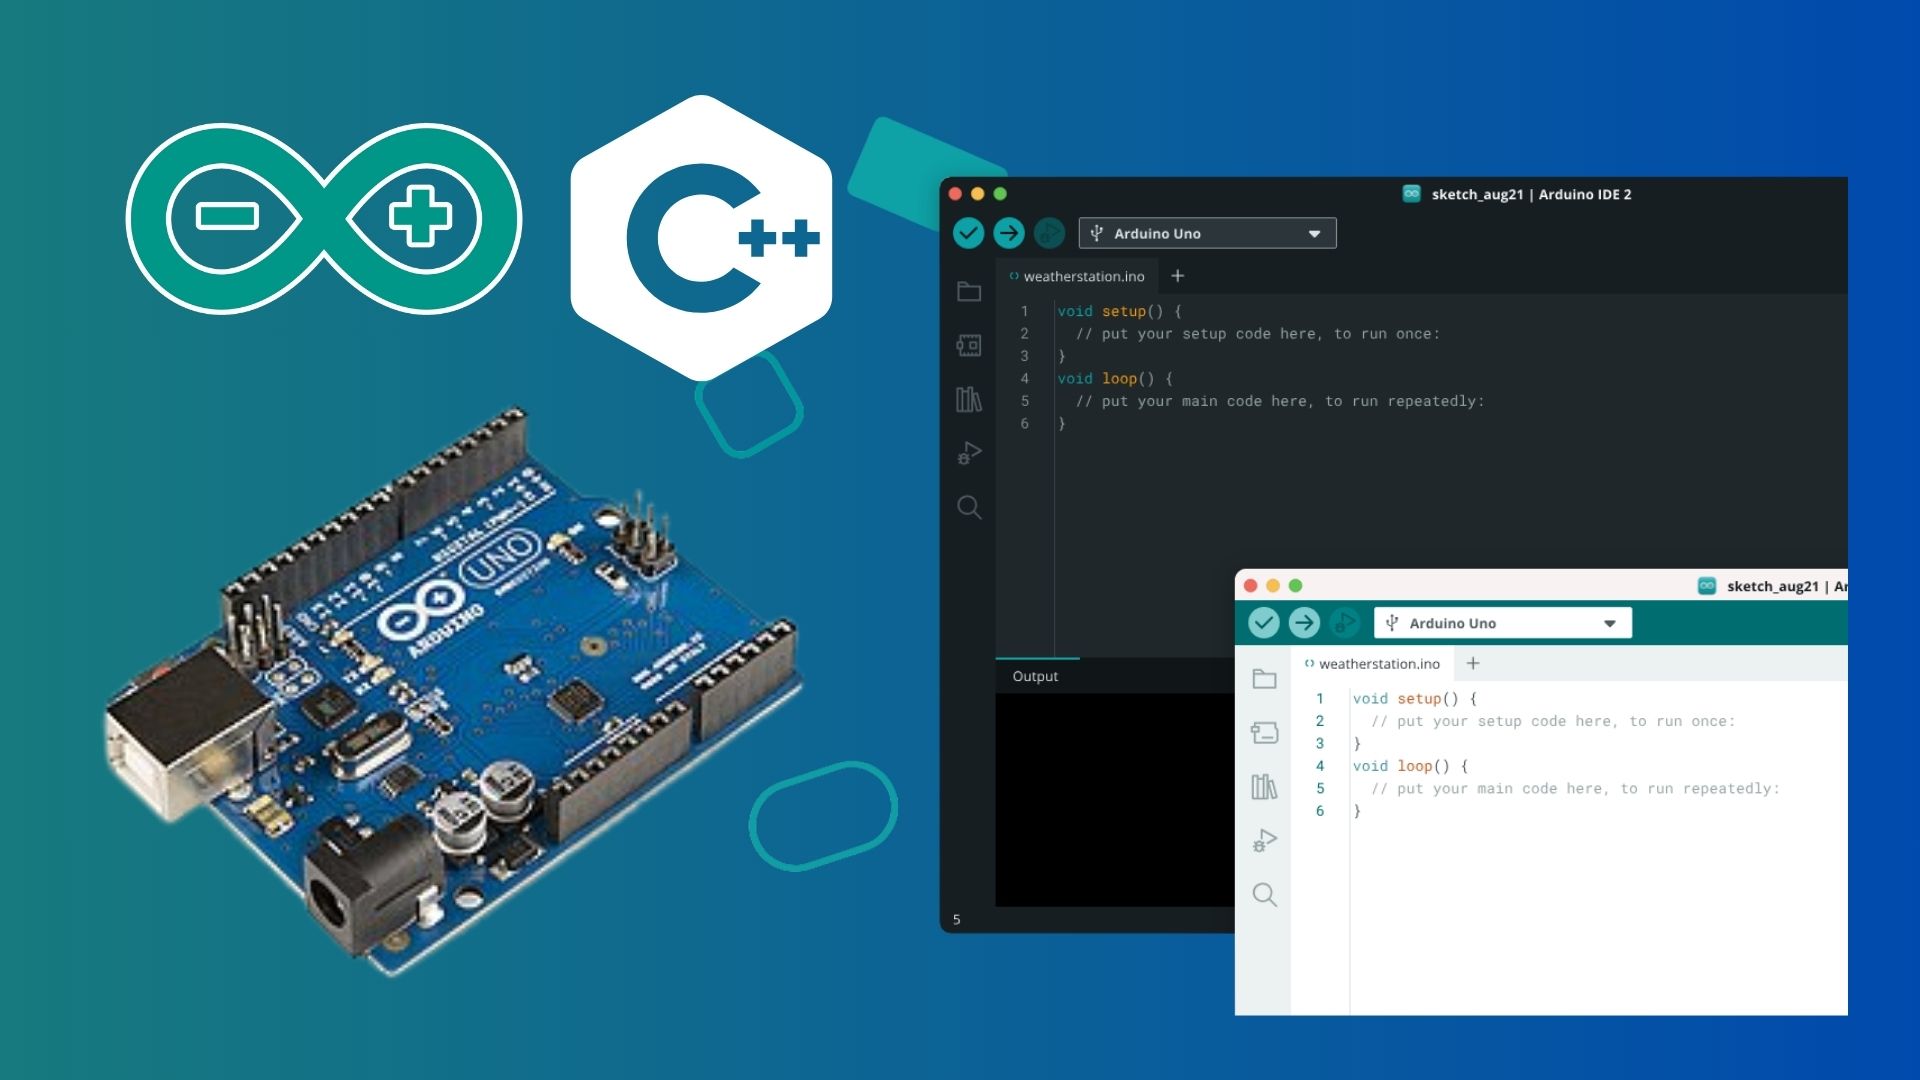 C++
UNO
ARDUINO
sketch_aug21 | Arduino IDE 2
Arduino Uno
weatherstation.ino
1 void setup() {
2 // put your setup code here, to run once:
3 }
4 void loop() {
5 // put your main code here, to run repeatedly:
6 }
Output
5
sketch_aug21 | Ar
Arduino Uno
weatherstation.ino
1 void setup() {
2 // put your setup code here, to run once:
3 }
4 void loop() {
5 // put your main code here, to run repeatedly:
6 }